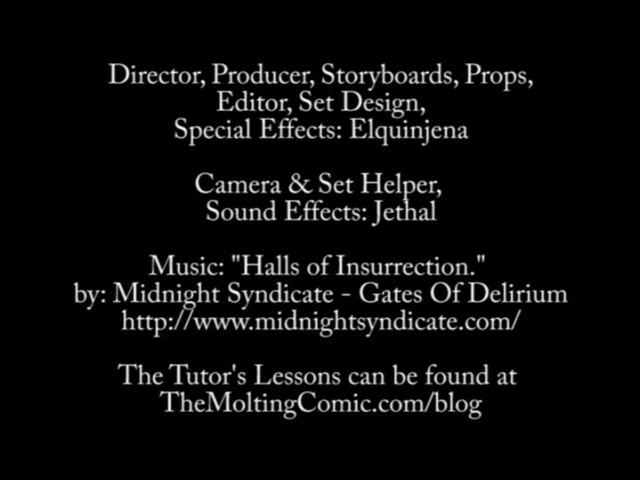 Director, Producer, Storyboards, Props,
Editor, Set Design,
Special Effects: Elquinjena
Camera & Set Helper,
Sound Effects: Jethal
Music: "Halls of Insurrection."
by: Midnight Syndicate - Gates Of Delirium
http://www.midnightsyndicate.com/
The Tutor's Lessons can be found at
TheMoltingComic.com/blog